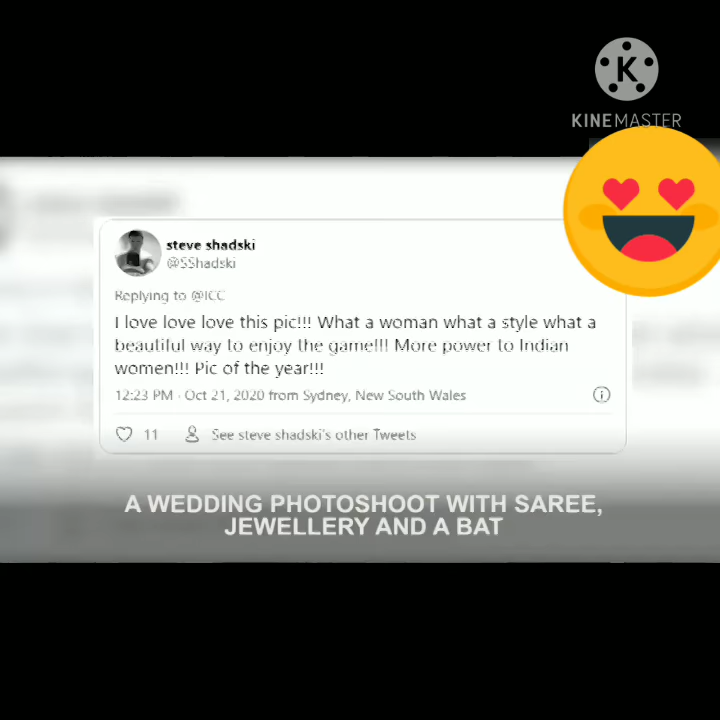 K
KINEMASTER
steve shadski
@SShadski
Replying to @ICC
I love love love this pic!!! What a woman what a style what a
beautiful way to enjoy the game!!! More power to Indian
women!!! Pic of the year!!!
12:23 PM · Oct 21, 2020 from Sydney, New South Wales
11 See steve shadski's other Tweets
A WEDDING PHOTOSHOOT WITH SAREE,
JEWELLERY AND A BAT